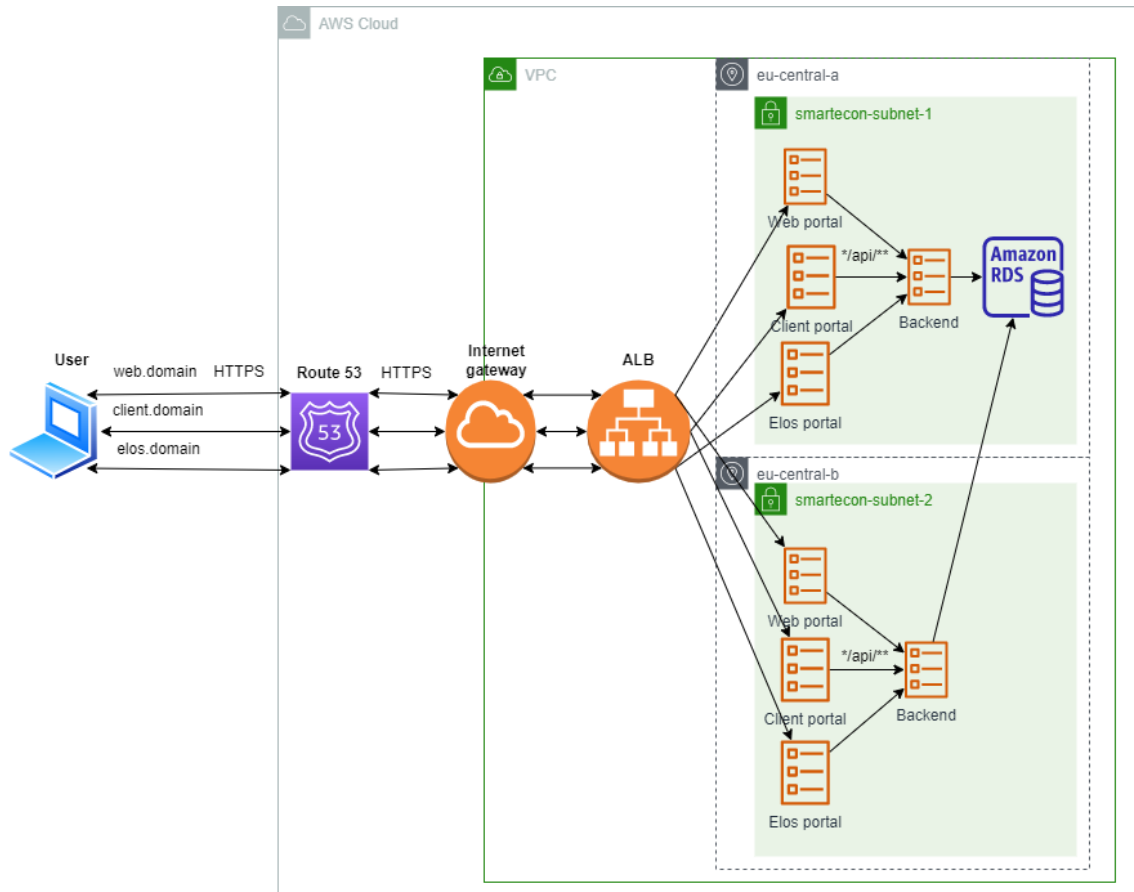 AWS Cloud
VPC
eu-central-a
smartecon-subnet-1
Web portal
*/api/**
Amazon
RDS
Client portal
Backend
Elos portal
User
web.domain HTTPS
client.domain
elos.domain
Route 53
53
HTTPS
Internet
gateway
ALB
eu-central-b
smartecon-subnet-2
Web portal
*/api/**
Client portal
Backend
Elos portal